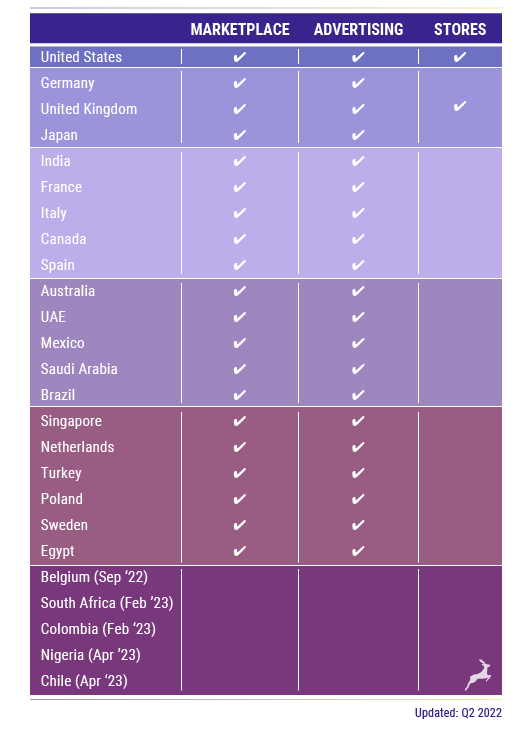 MARKETPLACE ADVERTISING STORES
United States ✔ ✔ ✔
Germany ✔ ✔
United Kingdom ✔ ✔ ✔
Japan ✔ ✔
India ✔ ✔
France ✔ ✔
Italy ✔ ✔
Canada ✔ ✔
Spain ✔ ✔
Australia ✔ ✔
UAE ✔ ✔
Mexico ✔ ✔
Saudi Arabia ✔ ✔
Brazil ✔ ✔
Singapore ✔ ✔
Netherlands ✔ ✔
Turkey ✔ ✔
Poland ✔ ✔
Sweden ✔ ✔
Egypt ✔ ✔
Belgium (Sep ‘22)
South Africa (Feb ’23)
Colombia (Feb ‘23)
Nigeria (Apr ’23)
Chile (Apr ‘23)
Updated: Q2 2022